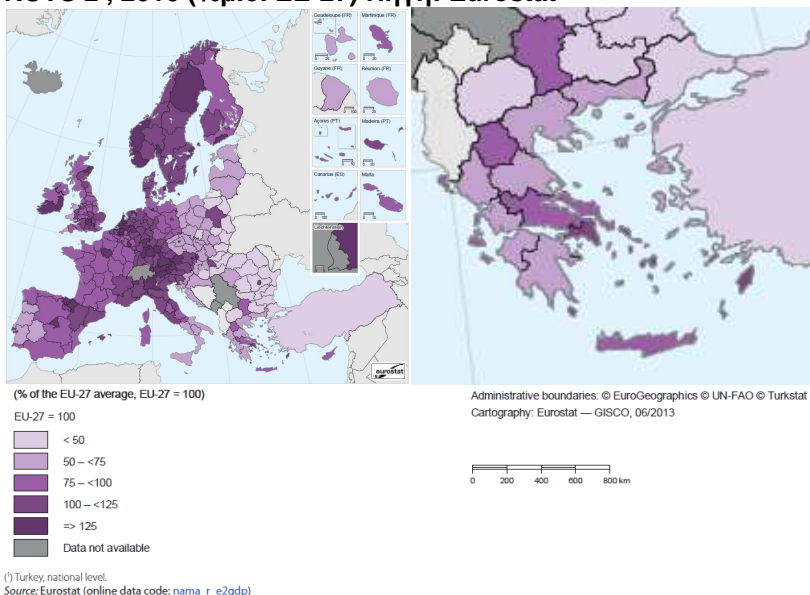 Guadeloupe (FR)
Martinique (FR)
Guyane (FR)
Réunion (FR)
Açores (PT)
Madeira (PT)
Canarias (ES)
Malta
Liechtenstein
eurostat
(% of the EU-27 average, EU-27 = 100)
EU-27 = 100
< 50
50 – <75
75 – <100
100 – <125
=> 125
Data not available
Administrative boundaries: © EuroGeographics © UN-FAO © Turkstat
Cartography: Eurostat — GISCO, 06/2013
0 200 400 600 800 km
(¹) Turkey, national level.
Source: Eurostat (online data code: nama_r_e2gdp)